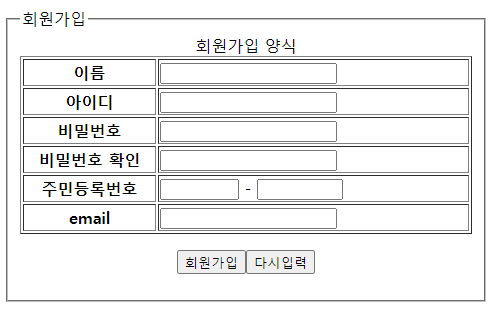 회원가입
회원가입 양식
이름
아이디
비밀번호
비밀번호 확인
주민등록번호 -
email
회원가입 다시입력